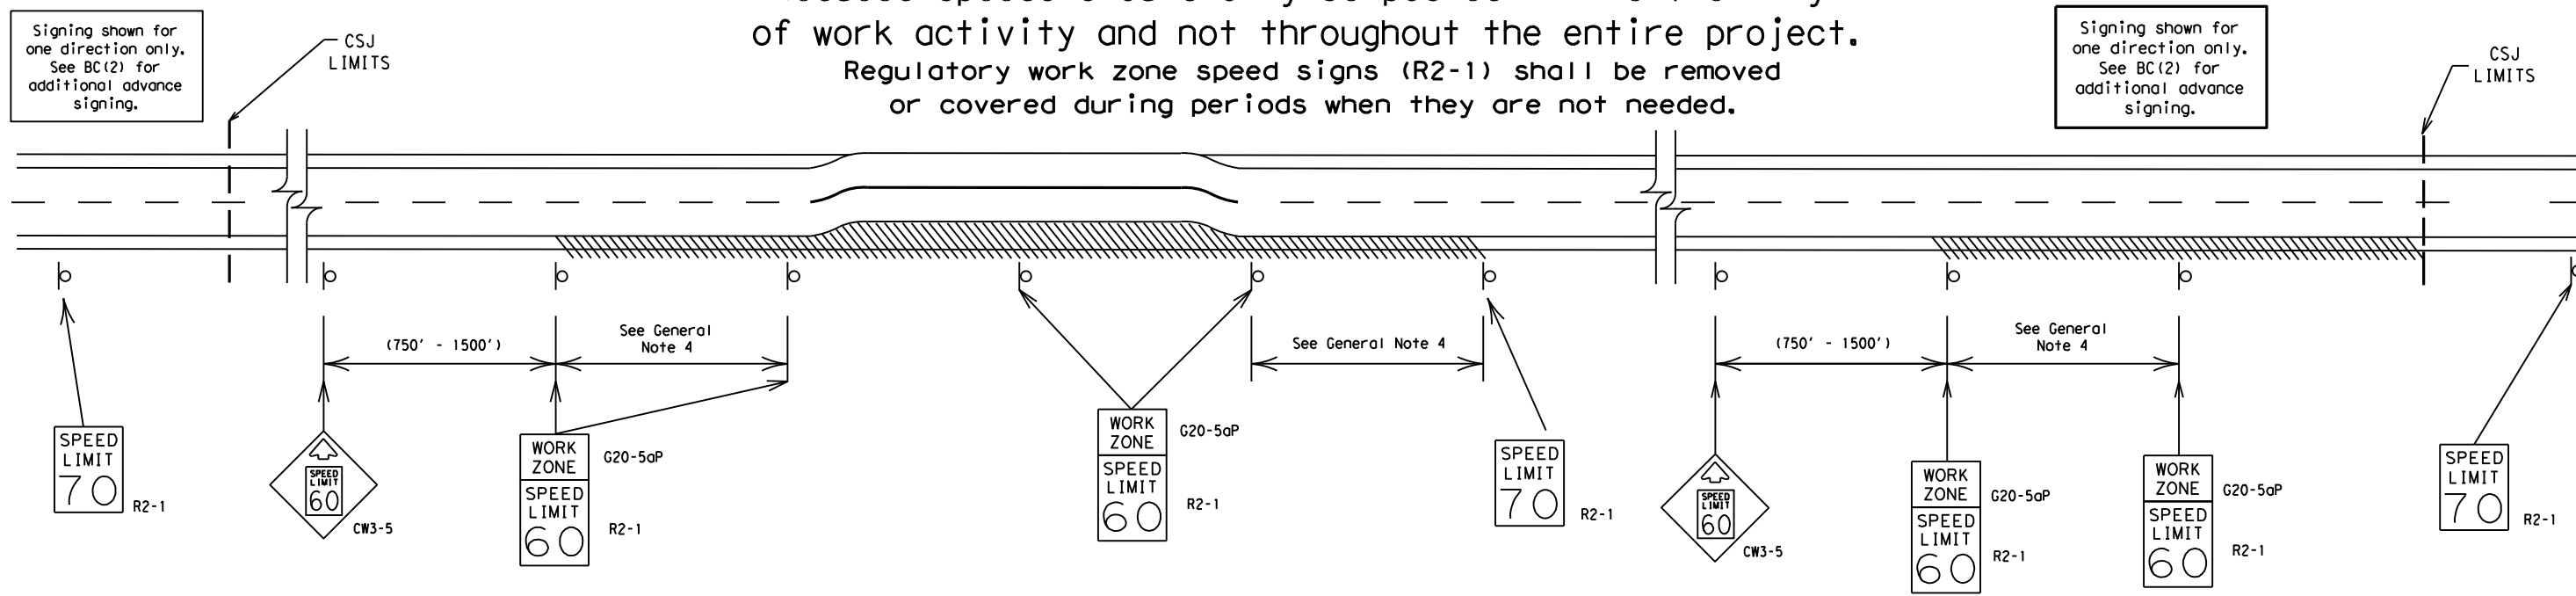 of work activity and not throughout the entire project.
Regulatory work zone speed signs (R2-1) shall be removed
or covered during periods when they are not needed.
Signing shown for
one direction only.
See BC(2) for
additional advance
signing.
CSJ
LIMITS
Signing shown for
one direction only.
See BC(2) for
additional advance
signing.
CSJ
LIMITS
(750' - 1500')
See General
Note 4
See General Note 4
(750' - 1500')
See General
Note 4
SPEED
LIMIT
70
R2-1
SPEED
LIMIT
60
CW3-5
WORK
ZONE
G20-5aP
SPEED
LIMIT
60
R2-1
WORK
ZONE
G20-5aP
SPEED
LIMIT
60
R2-1
SPEED
LIMIT
70
R2-1
SPEED
LIMIT
60
CW3-5
WORK
ZONE
G20-5aP
SPEED
LIMIT
60
R2-1
WORK
ZONE
G20-5aP
SPEED
LIMIT
60
R2-1
SPEED
LIMIT
70
R2-1